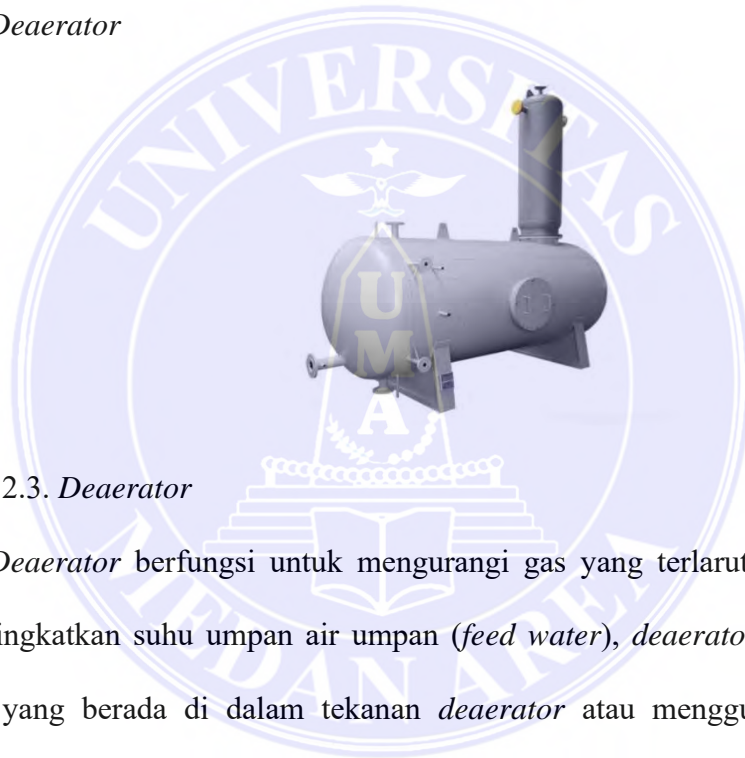 Deaerator
UNIVERSITAS
UMA
2.3. Deaerator
Deaerator berfungsi untuk mengurangi gas yang terlarut
ingkatkan suhu umpan air umpan (feed water), deaerato
yang berada di dalam tekanan deaerator atau menggu
MEDAN AREA